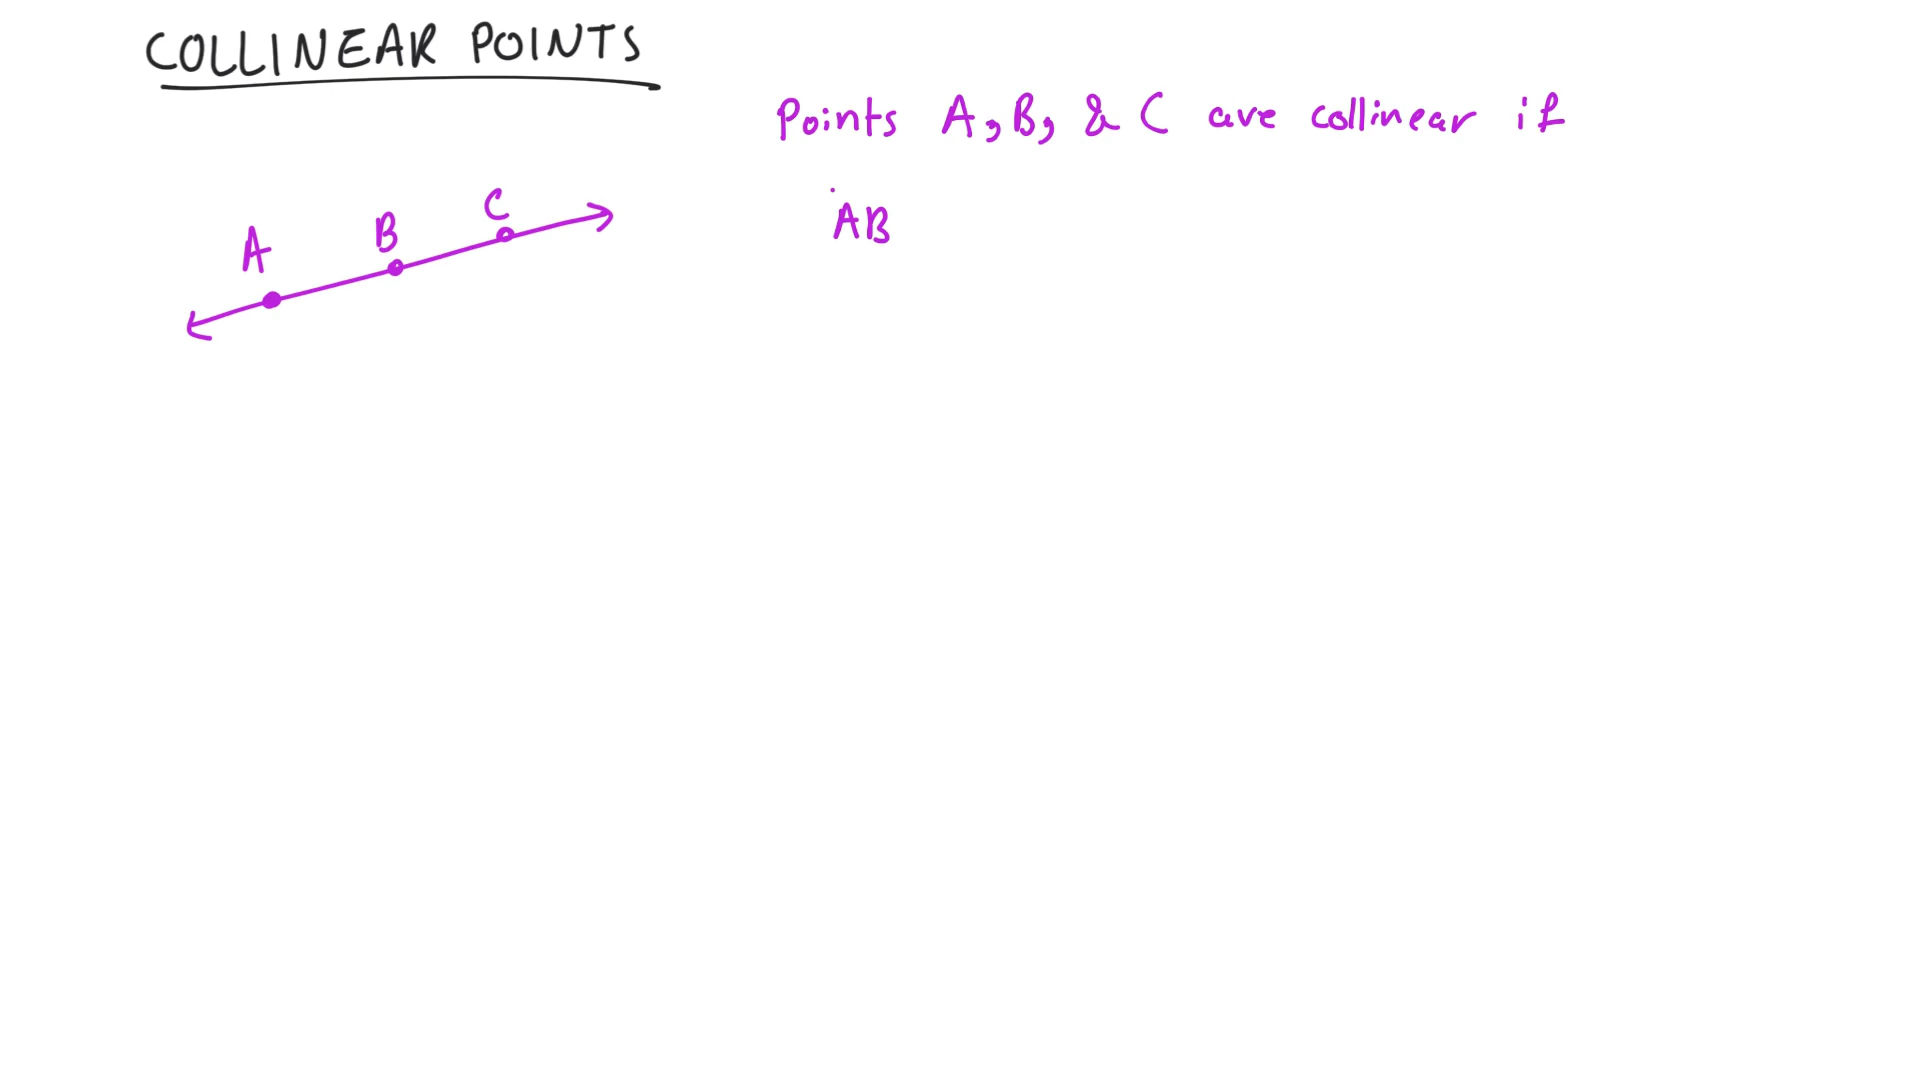 COLLINEAR POINTS
Points A, B, & C are collinear if
AB
A
B
C